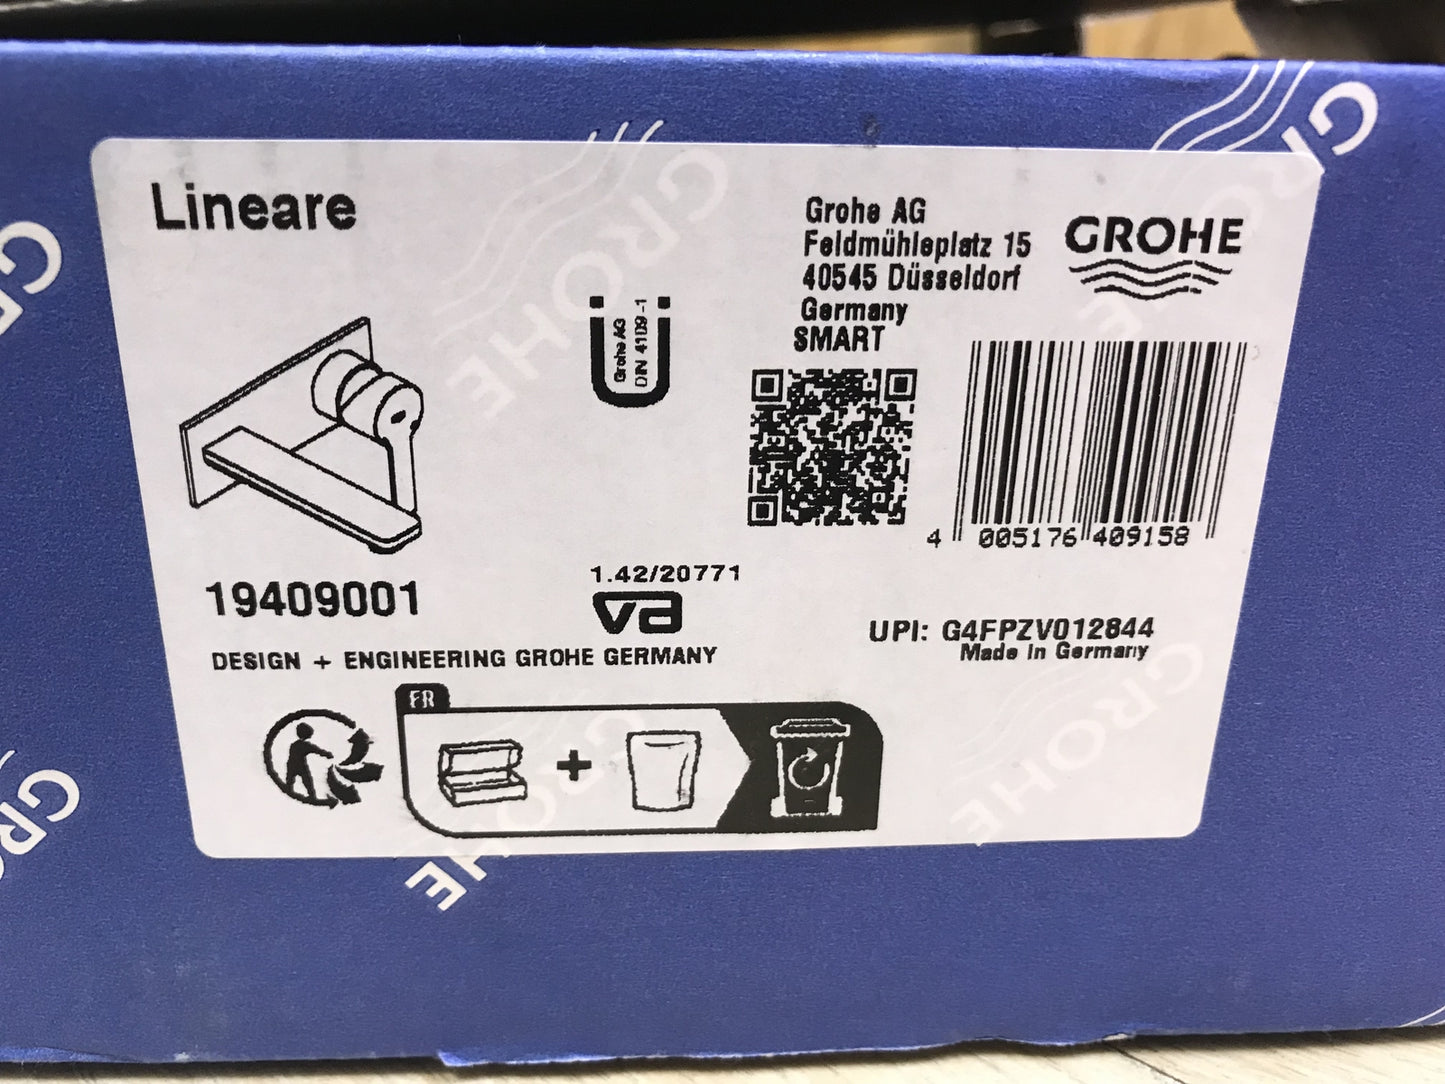 Lineare
Grohe AG
Feldmühleplatz 15
40545 Düsseldorf
Germany
SMART
GROHE
Grohe AG
DIN 4109-1
4 005176 409158
19409001
1.42/20771
DESIGN + ENGINEERING GROHE GERMANY
UPI: G4FPZV012844
Made in Germany
FR
GROHE
GROHE
GROHE